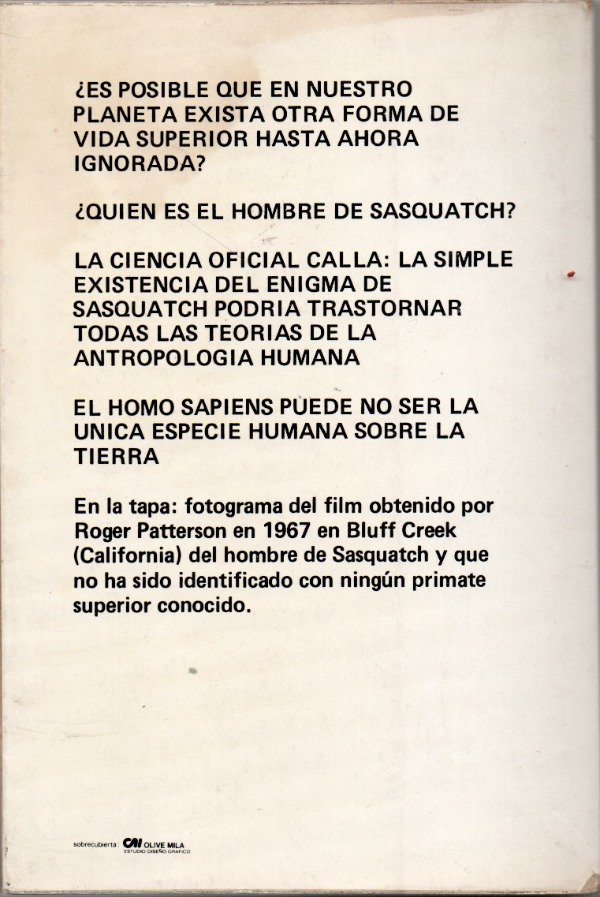 ¿ES POSIBLE QUE EN NUESTRO
PLANETA EXISTA OTRA FORMA DE
VIDA SUPERIOR HASTA AHORA
IGNORADA?
¿QUIEN ES EL HOMBRE DE SASQUATCH?
LA CIENCIA OFICIAL CALLA: LA SIMPLE
EXISTENCIA DEL ENIGMA DE
SASQUATCH PODRIA TRASTORNAR
TODAS LAS TEORIAS DE LA
ANTROPOLOGIA HUMANA
EL HOMO SAPIENS PUEDE NO SER LA
UNICA ESPECIE HUMANA SOBRE LA
TIERRA
En la tapa: fotograma del film obtenido por
Roger Patterson en 1967 en Bluff Creek
(California) del hombre de Sasquatch y que
no ha sido identificado con ningún primate
superior conocido.
sobrecubierta OLIVE MILA
ESTUDIO DISEÑO GRAFICO